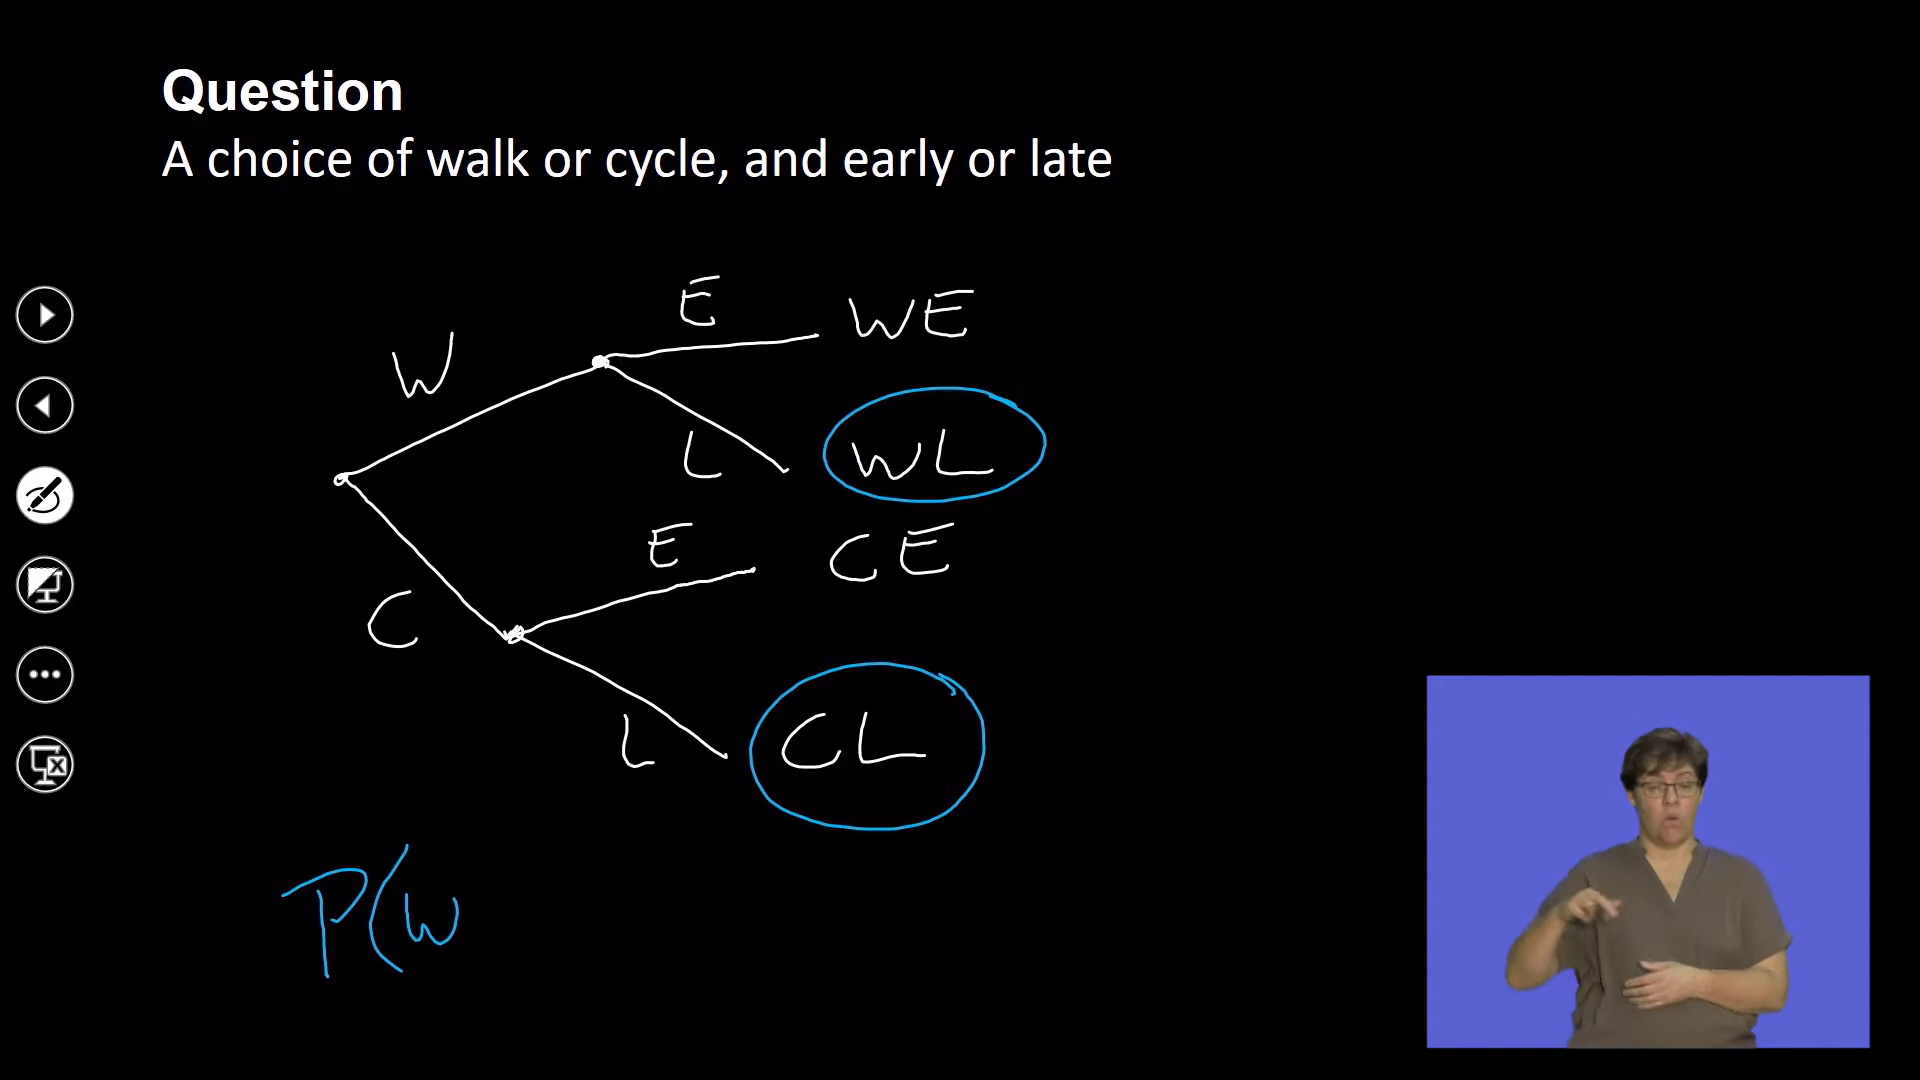 Question
A choice of walk or cycle, and early or late
E WE
W
L WL
E CE
C
L CL
P(W